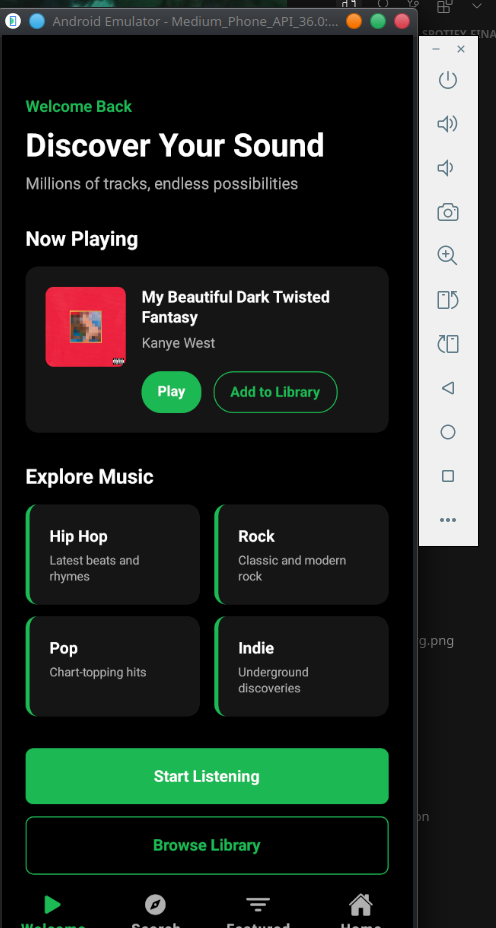 Android Emulator - Medium_Phone_API_36.0:...
Welcome Back
Discover Your Sound
Millions of tracks, endless possibilities
Now Playing
My Beautiful Dark Twisted
Fantasy
Kanye West
Play
Add to Library
Explore Music
Hip Hop
Latest beats and
rhymes
Rock
Classic and modern
rock
Pop
Chart-topping hits
Indie
Underground
discoveries
Start Listening
Browse Library
Welcome
Search
Featured
Home
g.png
on